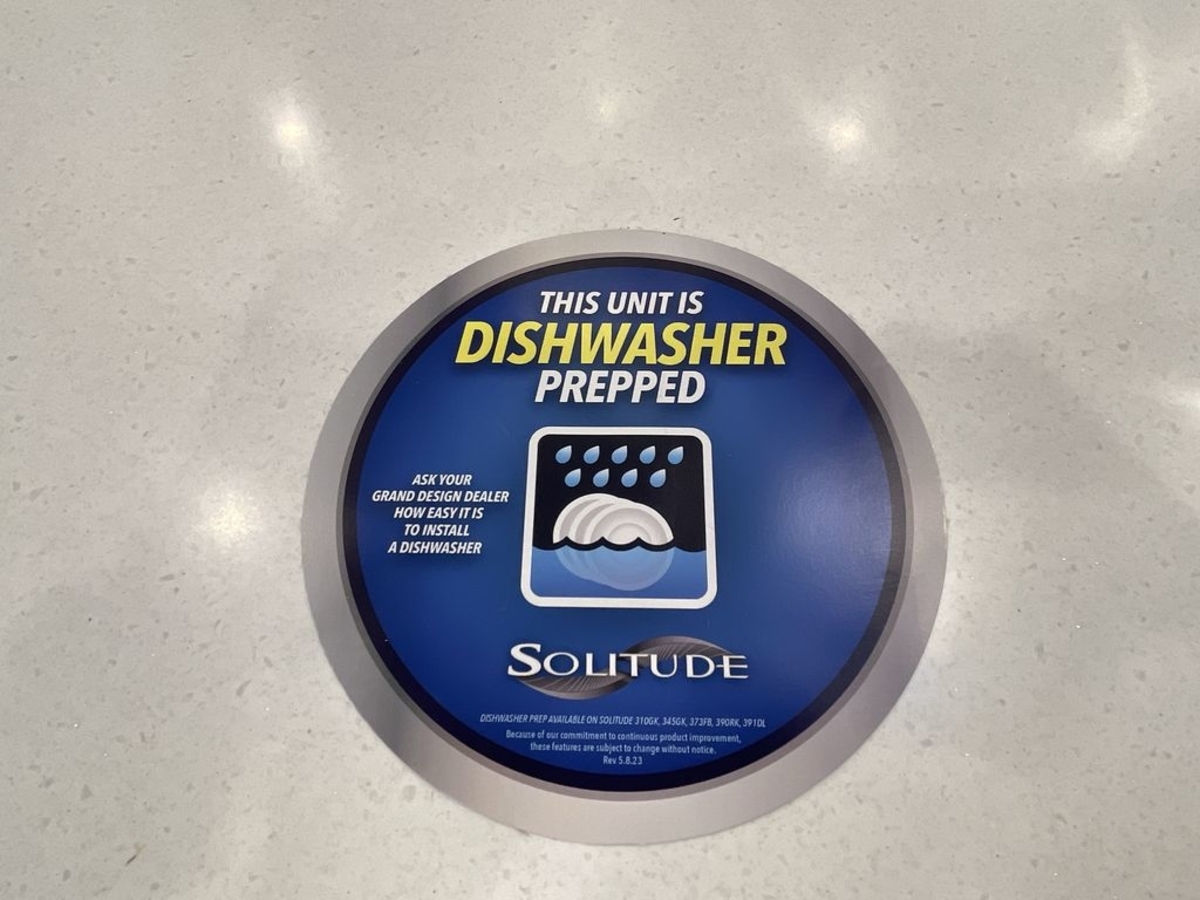 THIS UNIT IS
DISHWASHER
PREPPED
ASK YOUR
GRAND DESIGN DEALER
HOW EASY IT IS
TO INSTALL
A DISHWASHER
SOLITUDE
DISHWASHER PREP AVAILABLE ON SOLITUDE 310GK, 345GK, 373FB, 390RK, 391DL
Because of our commitment to continuous product improvement,
these features are subject to change without notice.
Rev 5.8.23